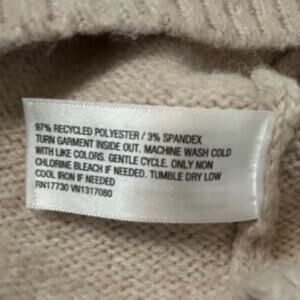 97% RECYCLED POLYESTER / 3% SPANDEX
TURN GARMENT INSIDE OUT. MACHINE WASH COLD
WITH LIKE COLORS. GENTLE CYCLE. ONLY NON
CHLORINE BLEACH IF NEEDED. TUMBLE DRY LOW
COOL IRON IF NEEDED
RN17730 VN1317080